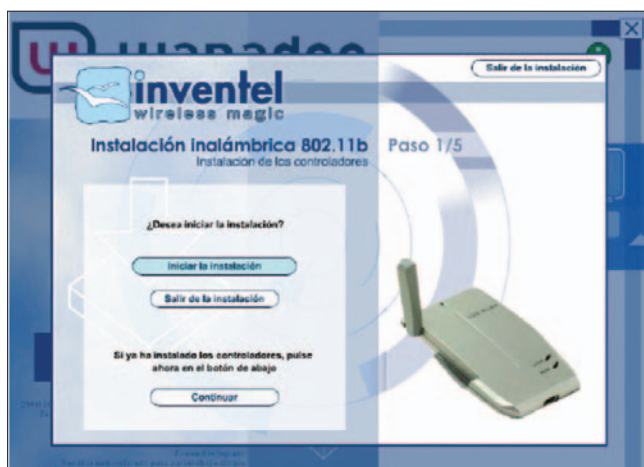 wanadoo
Salir de la instalación
inventel
wireless magic
Instalación inalámbrica 802.11b Paso 1/5
Instalación de los controladores
¿Desea iniciar la instalación?
Iniciar la instalación
Salir de la instalación
Si ya ha instalado los controladores, pulse
ahora en el botón de abajo
Continuar